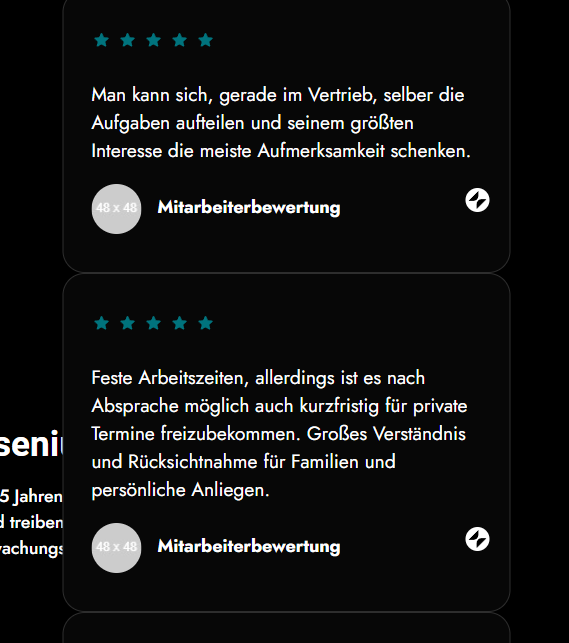 Man kann sich, gerade im Vertrieb, selber die
Aufgaben aufteilen und seinem größten
Interesse die meiste Aufmerksamkeit schenken.
48 x 48
Mitarbeiterbewertung
Feste Arbeitszeiten, allerdings ist es nach
Absprache möglich auch kurzfristig für private
Termine freizubekommen. Großes Verständnis
und Rücksichtnahme für Familien und
persönliche Anliegen.
48 x 48
Mitarbeiterbewertung
5 Jahren
treiben